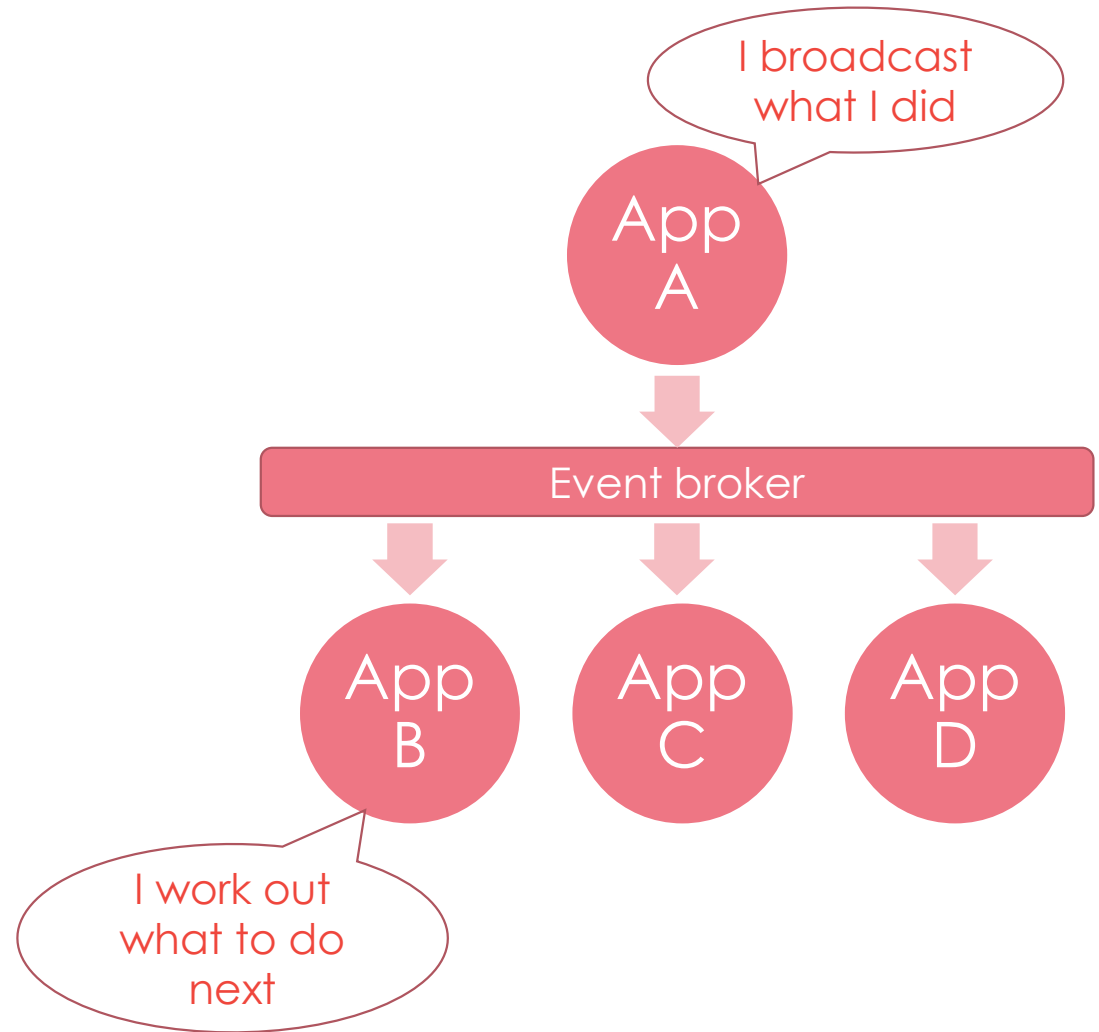 I broadcast
what I did
App
A
Event broker
App
B
App
C
App
D
I work out
what to do
next